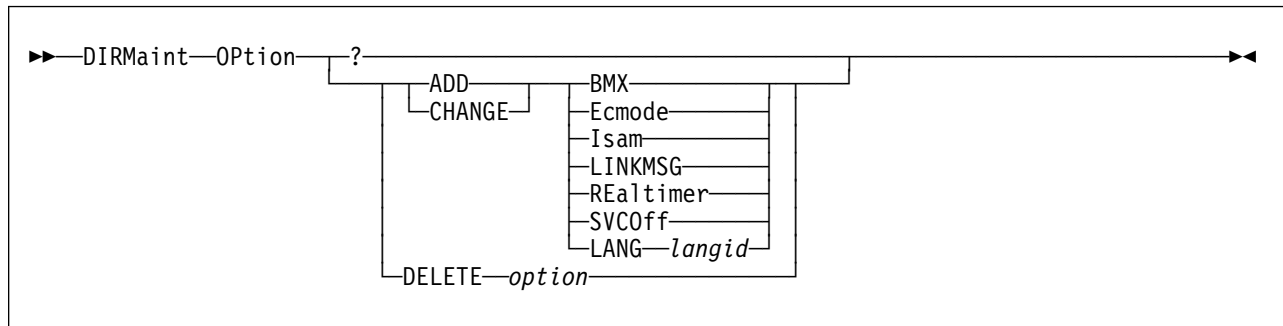 DIRMaint OPtion ?
ADD BMX
CHANGE Ecmode
Isam
LINKMSG
REaltimer
SVCOff
LANG langid
DELETE option